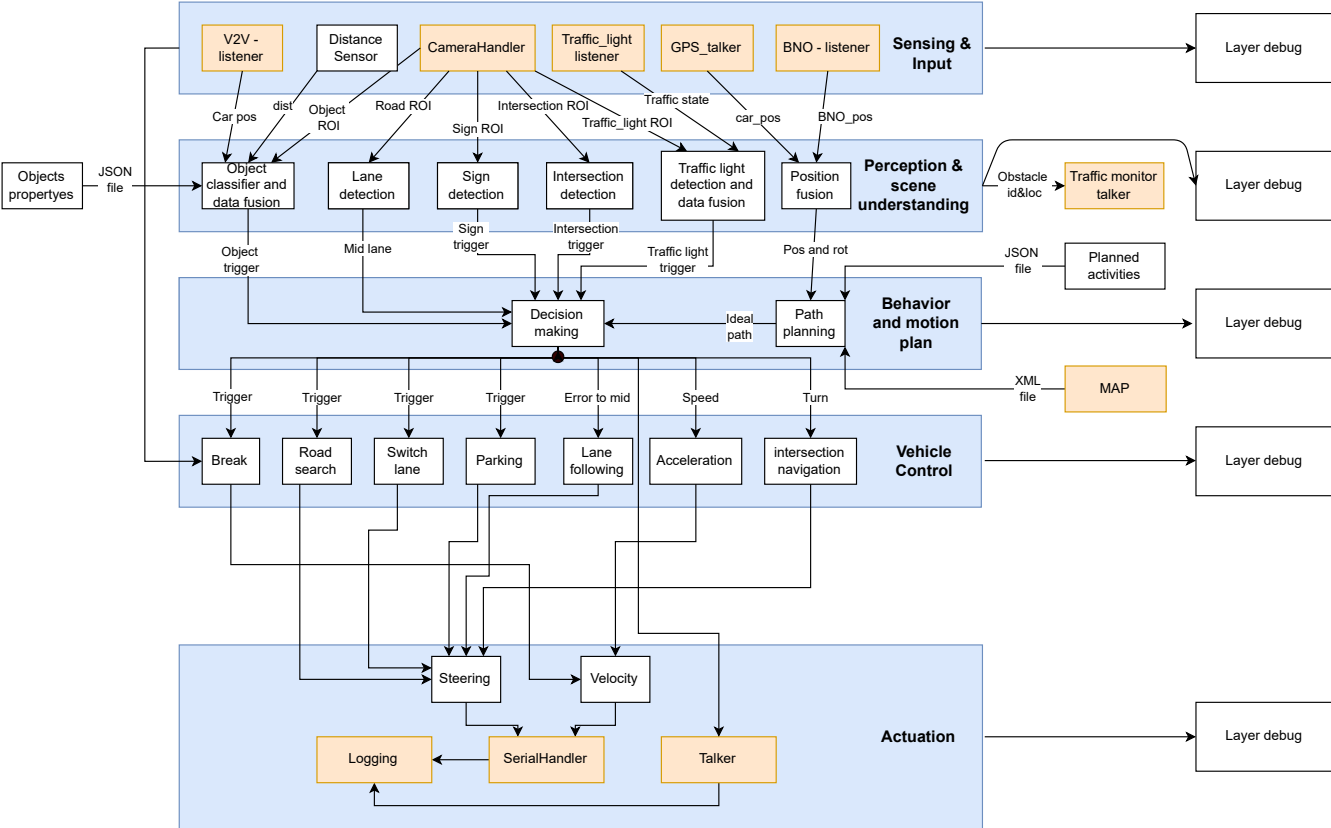 V2V -
listener
Distance
Sensor
CameraHandler
Traffic_light
listener
GPS_talker
BNO - listener
Sensing &
Input
Layer debug
Car pos
dist
Object
ROI
Road ROI
Sign ROI
Intersection ROI
Traffic_light ROI
Traffic state
car_pos
BNO_pos
Objects
propertyes
JSON
file
Object
classifier and
data fusion
Lane
detection
Sign
detection
Intersection
detection
Traffic light
detection and
data fusion
Position
fusion
Perception &
scene
understanding
Obstacle
id&loc
Traffic monitor
talker
Layer debug
Object
trigger
Mid lane
Sign
trigger
Intersection
trigger
Traffic light
trigger
Pos and rot
JSON
file
Planned
activities
Decision
making
Ideal
path
Path
planning
Behavior
and motion
plan
Layer debug
XML
file
MAP
Trigger
Trigger
Trigger
Trigger
Error to mid
Speed
Turn
Break
Road
search
Switch
lane
Parking
Lane
following
Acceleration
intersection
navigation
Vehicle
Control
Layer debug
Steering
Velocity
Logging
SerialHandler
Talker
Actuation
Layer debug